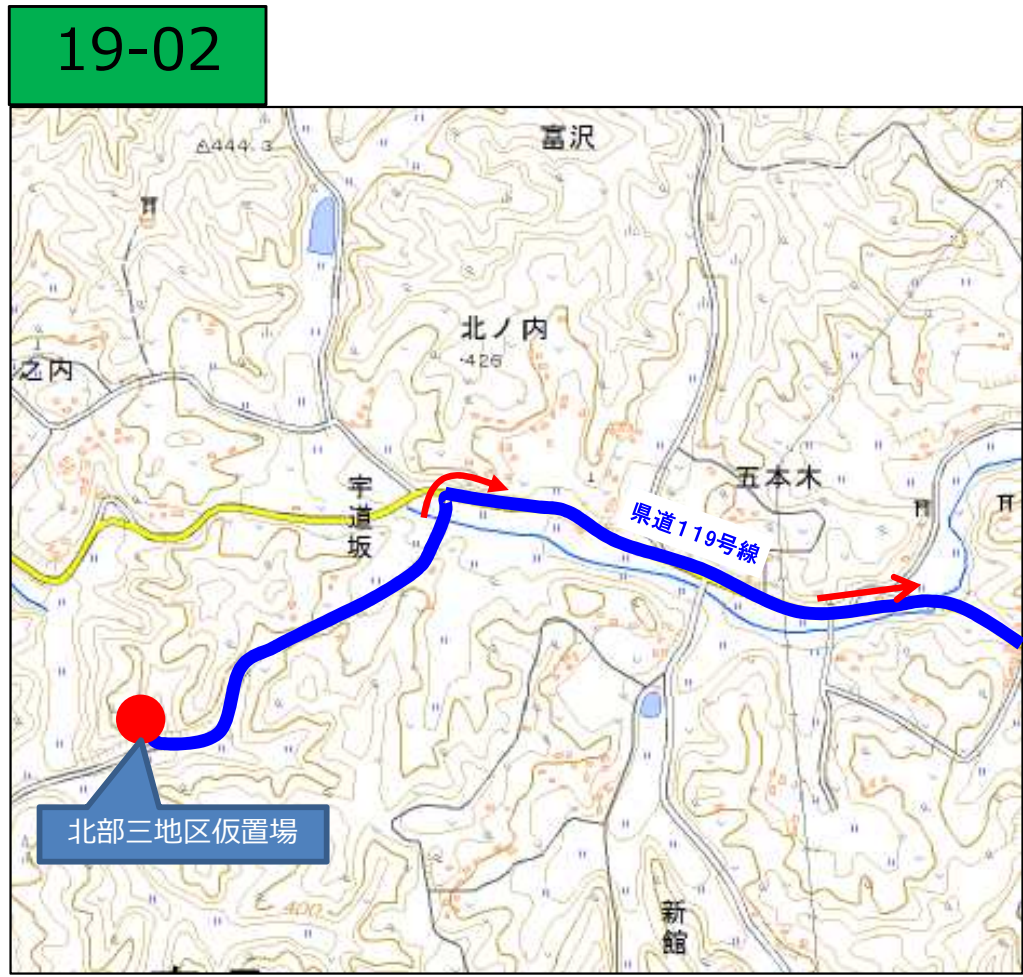 19-02
444.3
富沢
北ノ内
・426
之内
五本木
宇道坂
県道119号線
北部三地区仮置場
新館
400